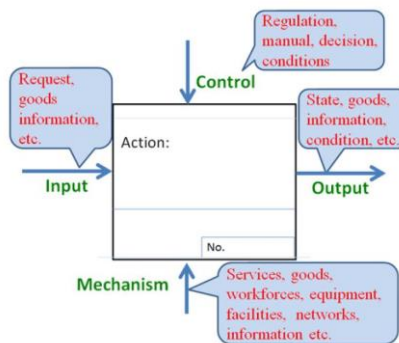 Regulation,
manual, decision,
conditions
Control
Request,
goods
information,
etc.
Input
Action:
No.
State, goods,
information,
condition, etc.
Output
Mechanism
Services, goods,
workforces, equipment,
facilities, networks,
information etc.